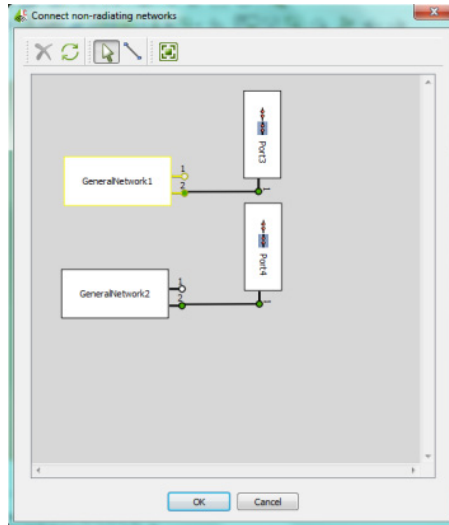 Connect non-radiating networks
Port3
1
GeneralNetwork1
2
Port4
1
GeneralNetwork2
2
OK
Cancel